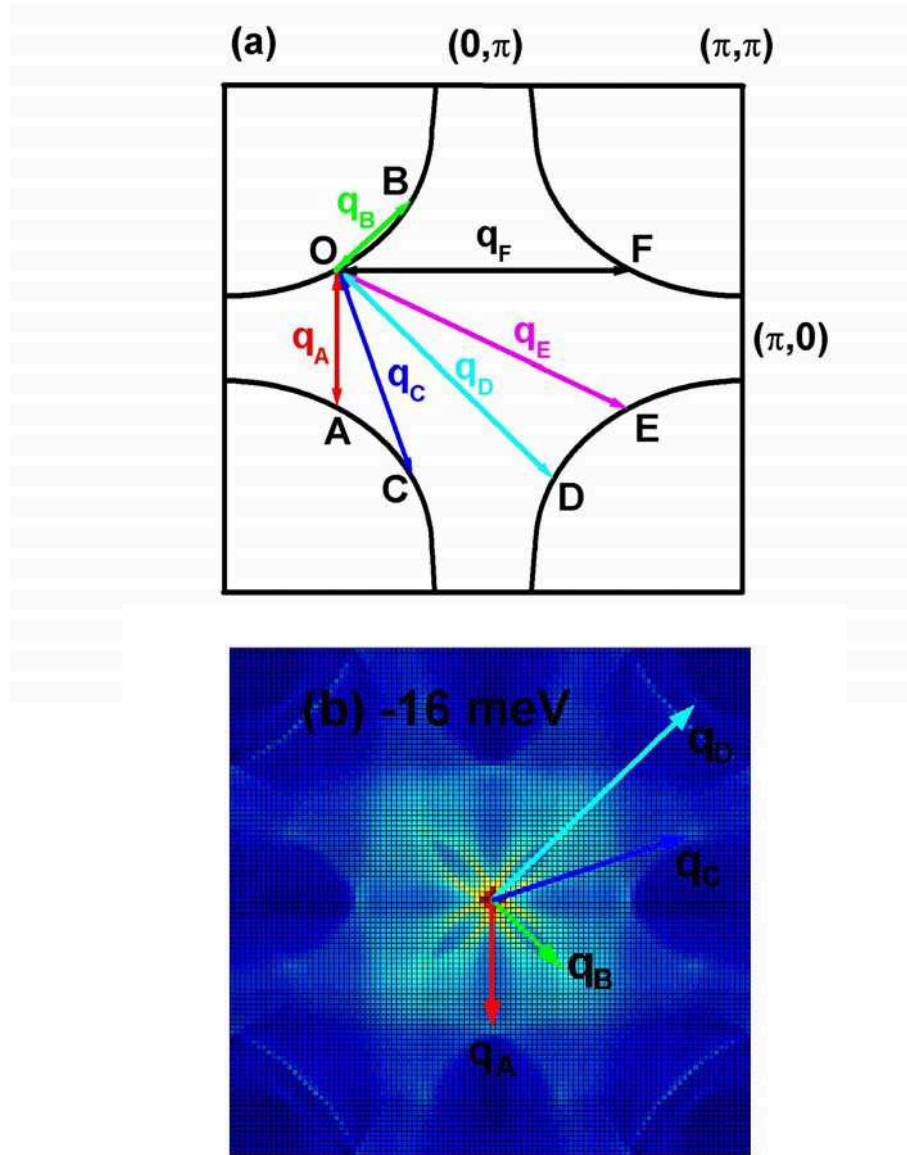 (a) (0,π) (π,π)
B
q_B
O q_F F
(π,0)
q_A q_E
q_C q_D
A E
C D
(b) -16 meV
q_D
q_C
q_B
q_A